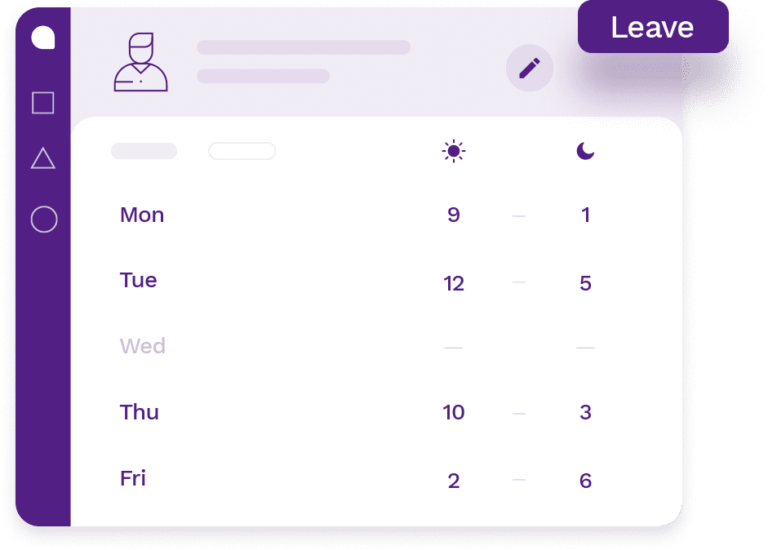 Leave
Mon 9 – 1
Tue 12 – 5
Wed — —
Thu 10 – 3
Fri 2 – 6